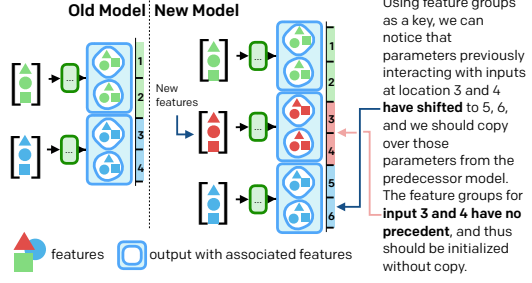 Old Model
New Model
1
2
3
4
...
...
New
features
1
2
3
4
5
6
...
...
...
Using feature groups
as a key, we can
notice that
parameters previously
interacting with inputs
at location 3 and 4
have shifted to 5, 6,
and we should copy
over those
parameters from the
predecessor model.
The feature groups for
input 3 and 4 have no
precedent, and thus
should be initialized
without copy.
features
output with associated features